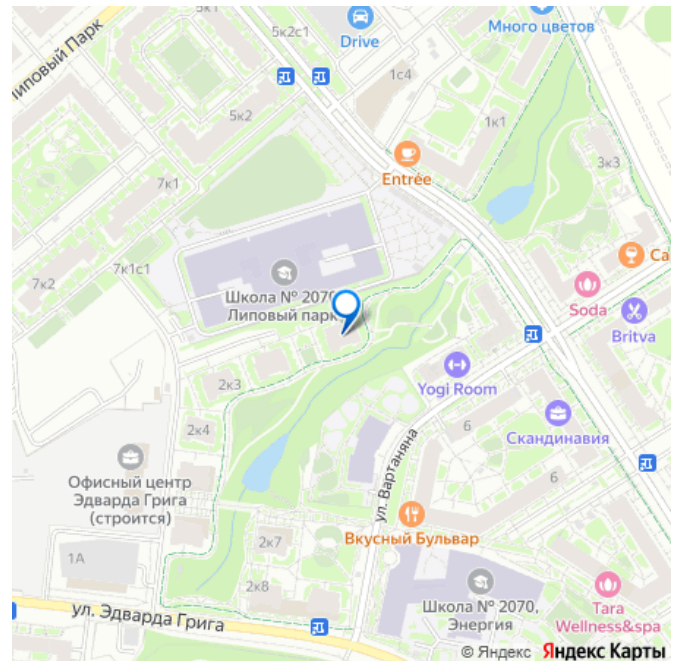 5к1
5к2с1
Drive
Много цветов
Липовый Парк
1с4
5к2
1к1
Entrée
3к3
7к1
7к2
7к1с1
Школа № 2070,
Липовый парк
Ca
Soda
Britva
Yogi Room
2к3
2к4
6
Скандинавия
6
ул. Вартаняна
Офисный центр
Эдварда Грига
(строится)
Вкусный Бульвар
1А
2к7
2к8
ул. Эдварда Грига
Школа № 2070,
Энергия
Tara
Wellness&spa
© Яндекс Яндекс Карты